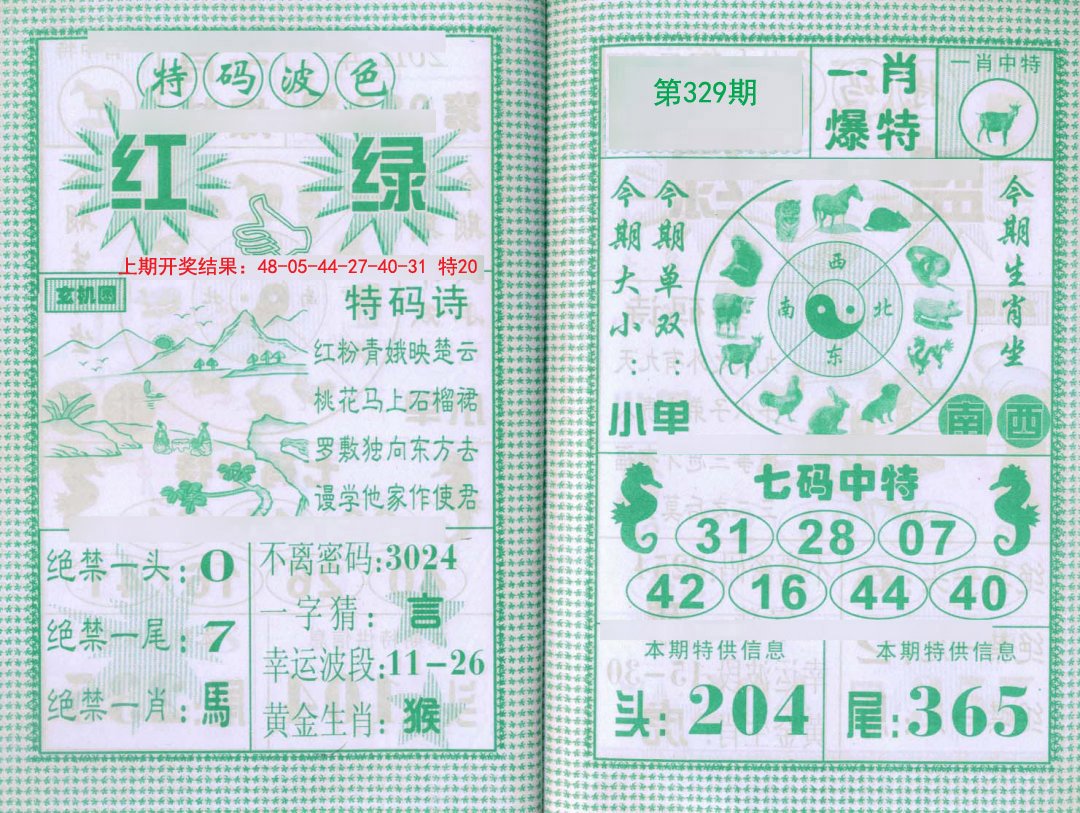 特码波色
红 绿
上期开奖结果：48-05-44-27-40-31 特20
玄机图
特码诗
红粉青娥映楚云
桃花马上石榴裙
罗敷独向东方去
谩学他家作使君
绝禁一头：0
绝禁一尾：7
绝禁一肖：馬
不离密码:3024
一字猜：言
幸运波段:11-26
黄金生肖：猴
第329期
一肖
爆特
一肖中特
今期大小：小
今期单双：单
西
南 北
东
今期生肖坐
南 西
七码中特
31 28 07
42 16 44 40
本期特供信息
头：204
本期特供信息
尾：365